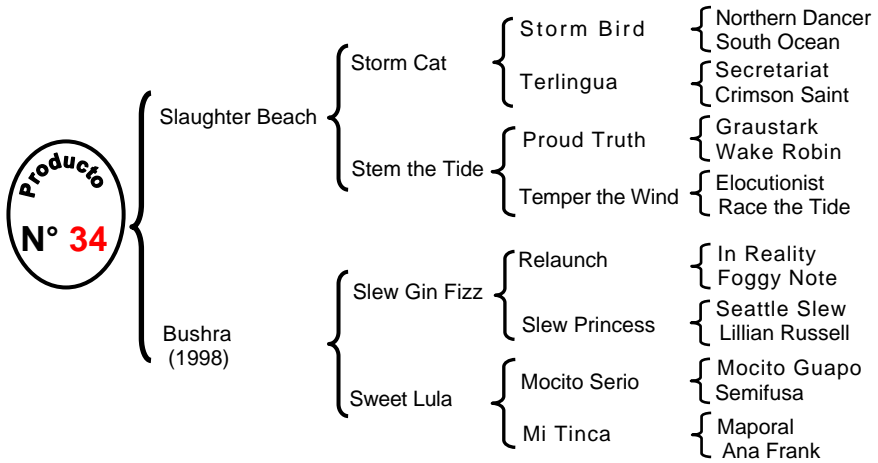 Producto
N° 34
Slaughter Beach
Bushra
(1998)
Storm Cat
Stem the Tide
Slew Gin Fizz
Sweet Lula
Storm Bird
Terlingua
Proud Truth
Temper the Wind
Relaunch
Slew Princess
Mocito Serio
Mi Tinca
Northern Dancer
South Ocean
Secretariat
Crimson Saint
Graustark
Wake Robin
Elocutionist
Race the Tide
In Reality
Foggy Note
Seattle Slew
Lillian Russell
Mocito Guapo
Semifusa
Maporal
Ana Frank